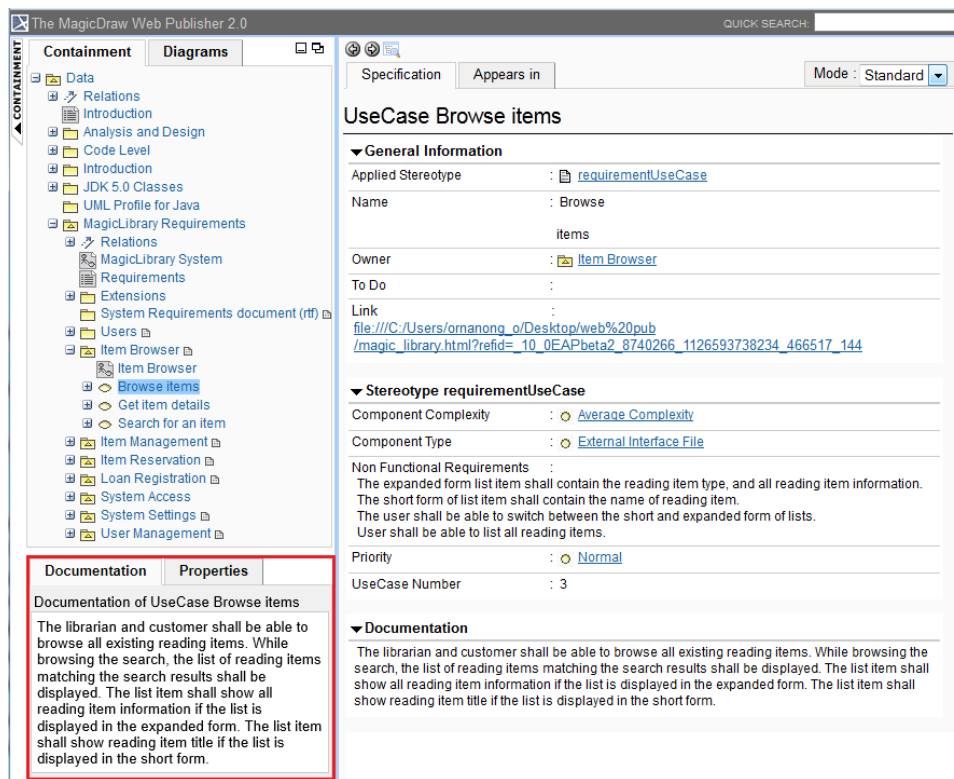 The MagicDraw Web Publisher 2.0
QUICK SEARCH:
CONTAINMENT
Containment
Diagrams
Data
Relations
Introduction
Analysis and Design
Code Level
Introduction
JDK 5.0 Classes
UML Profile for Java
MagicLibrary Requirements
Relations
MagicLibrary System
Requirements
Extensions
System Requirements document (rtf)
Users
Item Browser
Item Browser
Browse items
Get item details
Search for an item
Item Management
Item Reservation
Loan Registration
System Access
System Settings
User Management
Documentation
Properties
Documentation of UseCase Browse items
The librarian and customer shall be able to
browse all existing reading items. While
browsing the search, the list of reading items
matching the search results shall be
displayed. The list item shall show all
reading item information if the list is
displayed in the expanded form. The list item
shall show reading item title if the list is
displayed in the short form.
Specification
Appears in
Mode : Standard
UseCase Browse items
General Information
Applied Stereotype : requirementUseCase
Name : Browse
items
Owner : Item Browser
To Do :
Link :
file:///C:/Users/ornanong_o/Desktop/web%20pub
/magic_library.html?refid=_10_0EAPbeta2_8740266_1126593738234_466517_144
Stereotype requirementUseCase
Component Complexity : Average Complexity
Component Type : External Interface File
Non Functional Requirements :
The expanded form list item shall contain the reading item type, and all reading item information.
The short form of list item shall contain the name of reading item.
The user shall be able to switch between the short and expanded form of lists.
User shall be able to list all reading items.
Priority : Normal
UseCase Number : 3
Documentation
The librarian and customer shall be able to browse all existing reading items. While browsing the
search, the list of reading items matching the search results shall be displayed. The list item shall
show all reading item information if the list is displayed in the expanded form. The list item shall
show reading item title if the list is displayed in the short form.